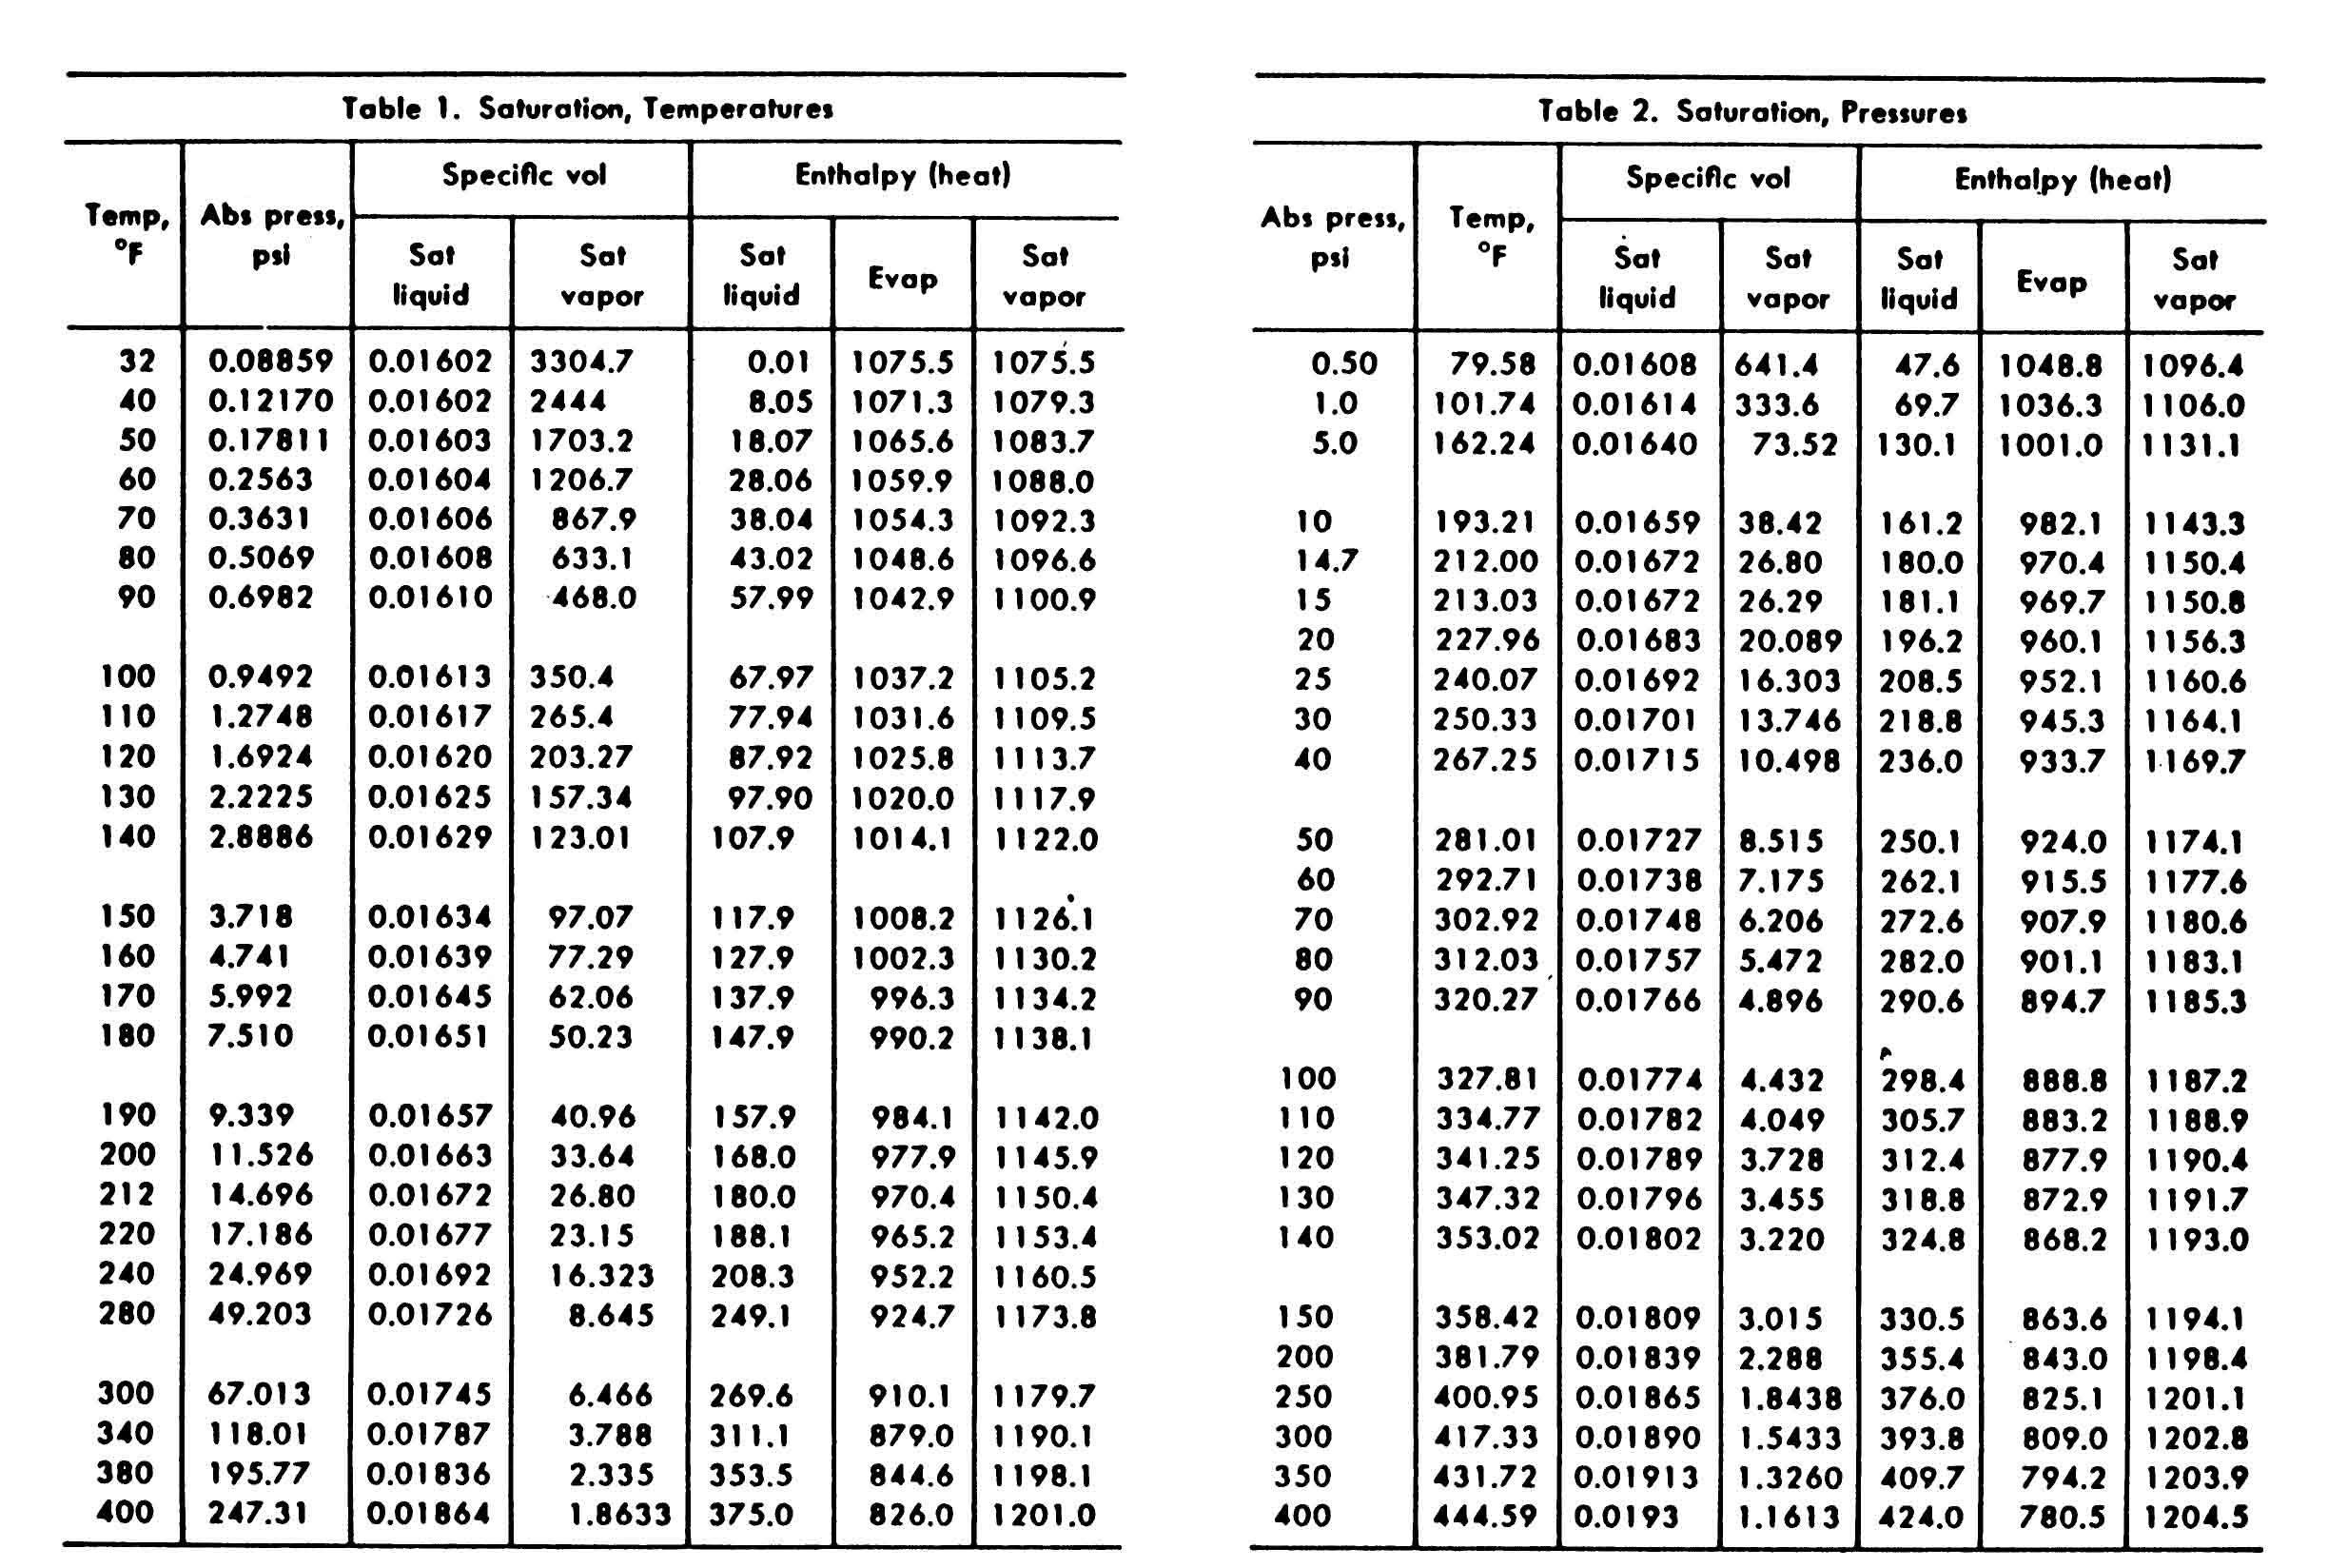 Table 1. Saturation, Temperatures
Temp, °F | Abs press, psi | Specific vol | Enthalpy (heat)
Sat liquid | Sat vapor | Sat liquid | Evap | Sat vapor
32 0.08859 0.01602 3304.7 0.01 1075.5 1075.5
40 0.12170 0.01602 2444 8.05 1071.3 1079.3
50 0.17811 0.01603 1703.2 18.07 1065.6 1083.7
60 0.2563 0.01604 1206.7 28.06 1059.9 1088.0
70 0.3631 0.01606 867.9 38.04 1054.3 1092.3
80 0.5069 0.01608 633.1 43.02 1048.6 1096.6
90 0.6982 0.01610 468.0 57.99 1042.9 1100.9
100 0.9492 0.01613 350.4 67.97 1037.2 1105.2
110 1.2748 0.01617 265.4 77.94 1031.6 1109.5
120 1.6924 0.01620 203.27 87.92 1025.8 1113.7
130 2.2225 0.01625 157.34 97.90 1020.0 1117.9
140 2.8886 0.01629 123.01 107.9 1014.1 1122.0
150 3.718 0.01634 97.07 117.9 1008.2 1126.1
160 4.741 0.01639 77.29 127.9 1002.3 1130.2
170 5.992 0.01645 62.06 137.9 996.3 1134.2
180 7.510 0.01651 50.23 147.9 990.2 1138.1
190 9.339 0.01657 40.96 157.9 984.1 1142.0
200 11.526 0.01663 33.64 168.0 977.9 1145.9
212 14.696 0.01672 26.80 180.0 970.4 1150.4
220 17.186 0.01677 23.15 188.1 965.2 1153.4
240 24.969 0.01692 16.323 208.3 952.2 1160.5
280 49.203 0.01726 8.645 249.1 924.7 1173.8
300 67.013 0.01745 6.466 269.6 910.1 1179.7
340 118.01 0.01787 3.788 311.1 879.0 1190.1
380 195.77 0.01836 2.335 353.5 844.6 1198.1
400 247.31 0.01864 1.8633 375.0 826.0 1201.0
Table 2. Saturation, Pressures
Abs press, psi | Temp, °F | Specific vol | Enthalpy (heat)
Sat liquid | Sat vapor | Sat liquid | Evap | Sat vapor
0.50 79.58 0.01608 641.4 47.6 1048.8 1096.4
1.0 101.74 0.01614 333.6 69.7 1036.3 1106.0
5.0 162.24 0.01640 73.52 130.1 1001.0 1131.1
10 193.21 0.01659 38.42 161.2 982.1 1143.3
14.7 212.00 0.01672 26.80 180.0 970.4 1150.4
15 213.03 0.01672 26.29 181.1 969.7 1150.8
20 227.96 0.01683 20.089 196.2 960.1 1156.3
25 240.07 0.01692 16.303 208.5 952.1 1160.6
30 250.33 0.01701 13.746 218.8 945.3 1164.1
40 267.25 0.01715 10.498 236.0 933.7 1169.7
50 281.01 0.01727 8.515 250.1 924.0 1174.1
60 292.71 0.01738 7.175 262.1 915.5 1177.6
70 302.92 0.01748 6.206 272.6 907.9 1180.6
80 312.03 0.01757 5.472 282.0 901.1 1183.1
90 320.27 0.01766 4.896 290.6 894.7 1185.3
100 327.81 0.01774 4.432 298.4 888.8 1187.2
110 334.77 0.01782 4.049 305.7 883.2 1188.9
120 341.25 0.01789 3.728 312.4 877.9 1190.4
130 347.32 0.01796 3.455 318.8 872.9 1191.7
140 353.02 0.01802 3.220 324.8 868.2 1193.0
150 358.42 0.01809 3.015 330.5 863.6 1194.1
200 381.79 0.01839 2.288 355.4 843.0 1198.4
250 400.95 0.01865 1.8438 376.0 825.1 1201.1
300 417.33 0.01890 1.5433 393.8 809.0 1202.8
350 431.72 0.01913 1.3260 409.7 794.2 1203.9
400 444.59 0.0193 1.1613 424.0 780.5 1204.5